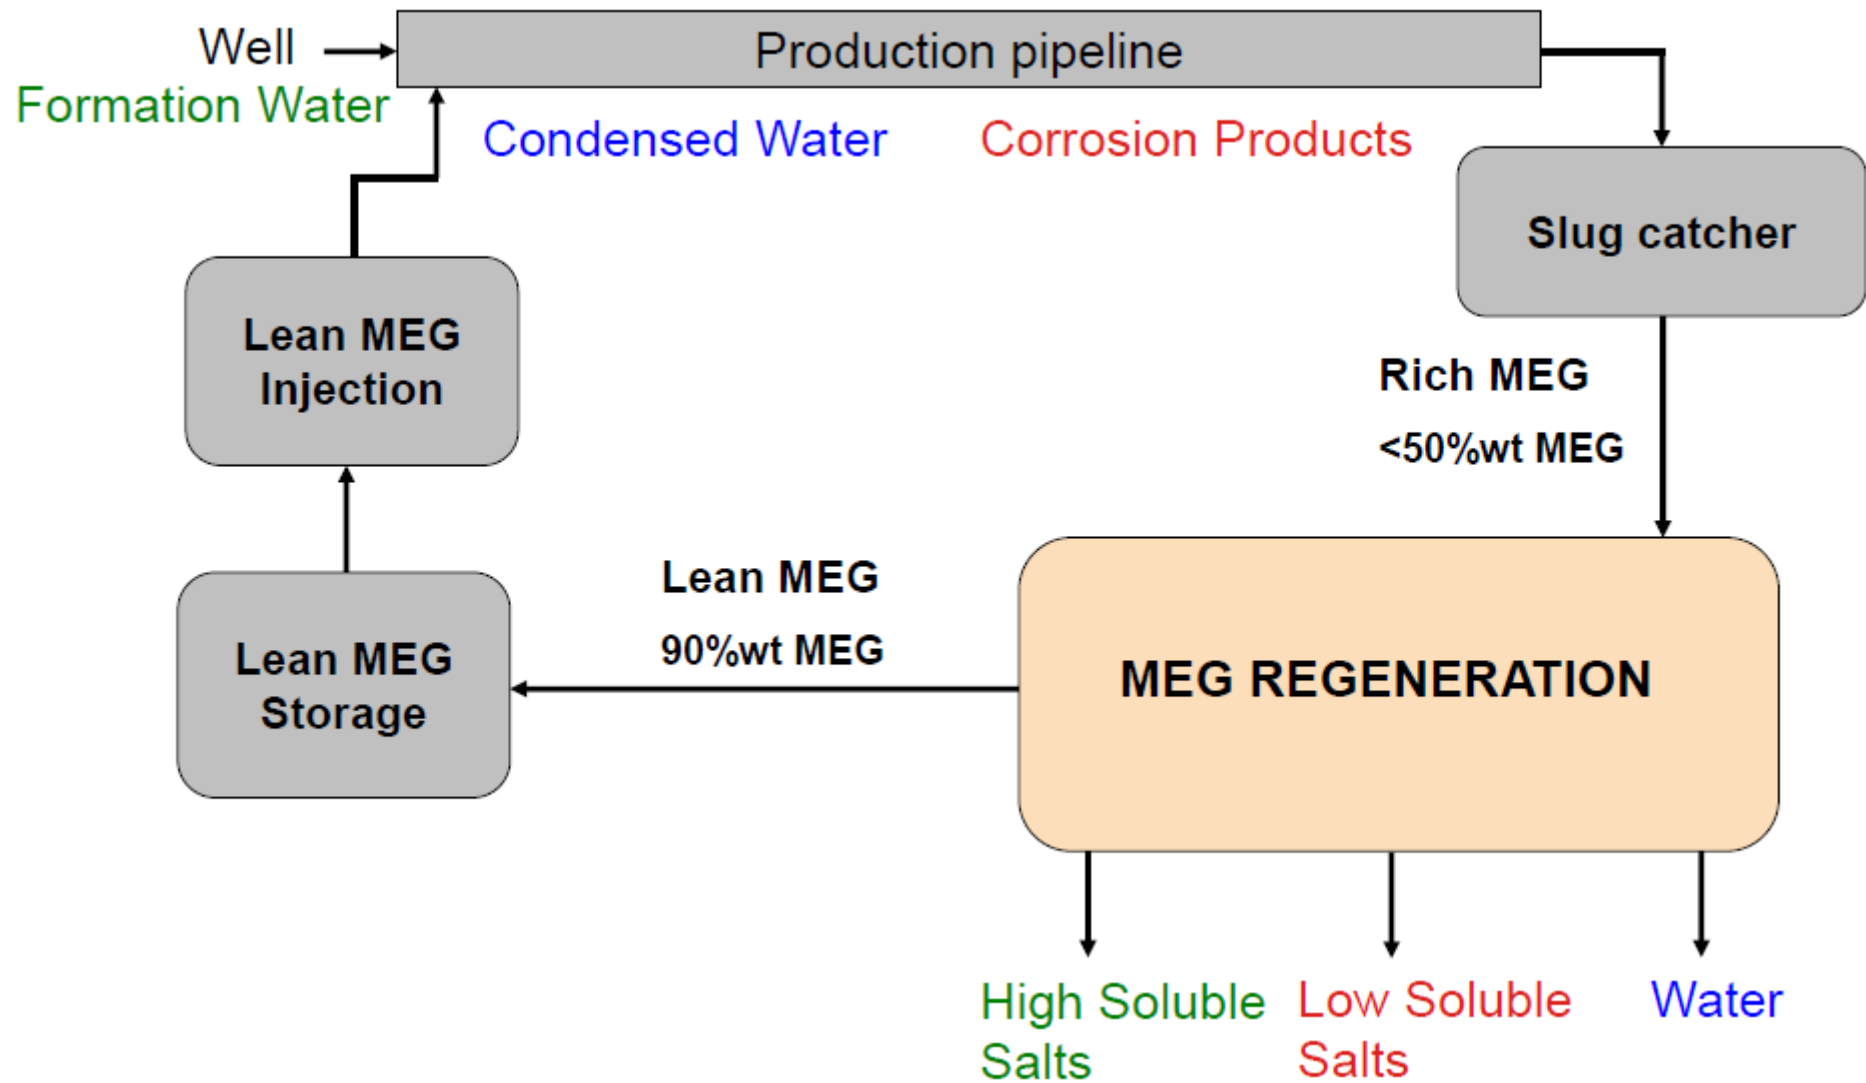 Well
Production pipeline
Formation Water
Condensed Water
Corrosion Products
Slug catcher
Lean MEG
Injection
Rich MEG
<50%wt MEG
Lean MEG
90%wt MEG
MEG REGENERATION
Lean MEG
Storage
High Soluble
Salts
Low Soluble
Salts
Water